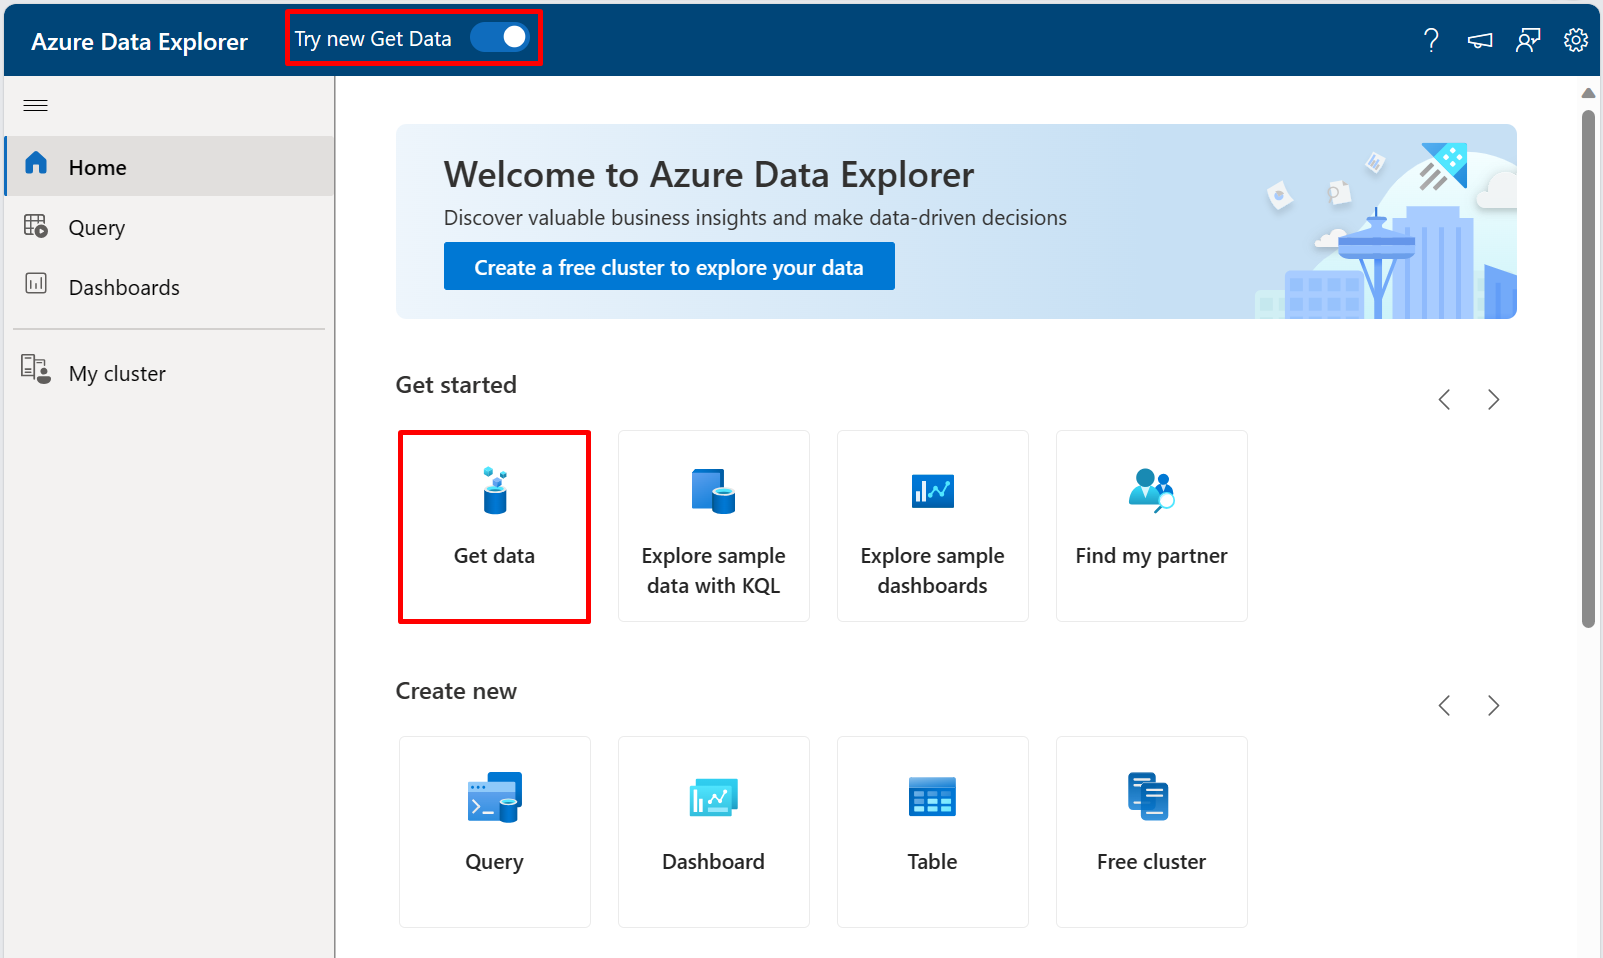 Azure Data Explorer
Try new Get Data
Home
Query
Dashboards
My cluster
Welcome to Azure Data Explorer
Discover valuable business insights and make data-driven decisions
Create a free cluster to explore your data
Get started
Get data
Explore sample
data with KQL
Explore sample
dashboards
Find my partner
Create new
Query
Dashboard
Table
Free cluster